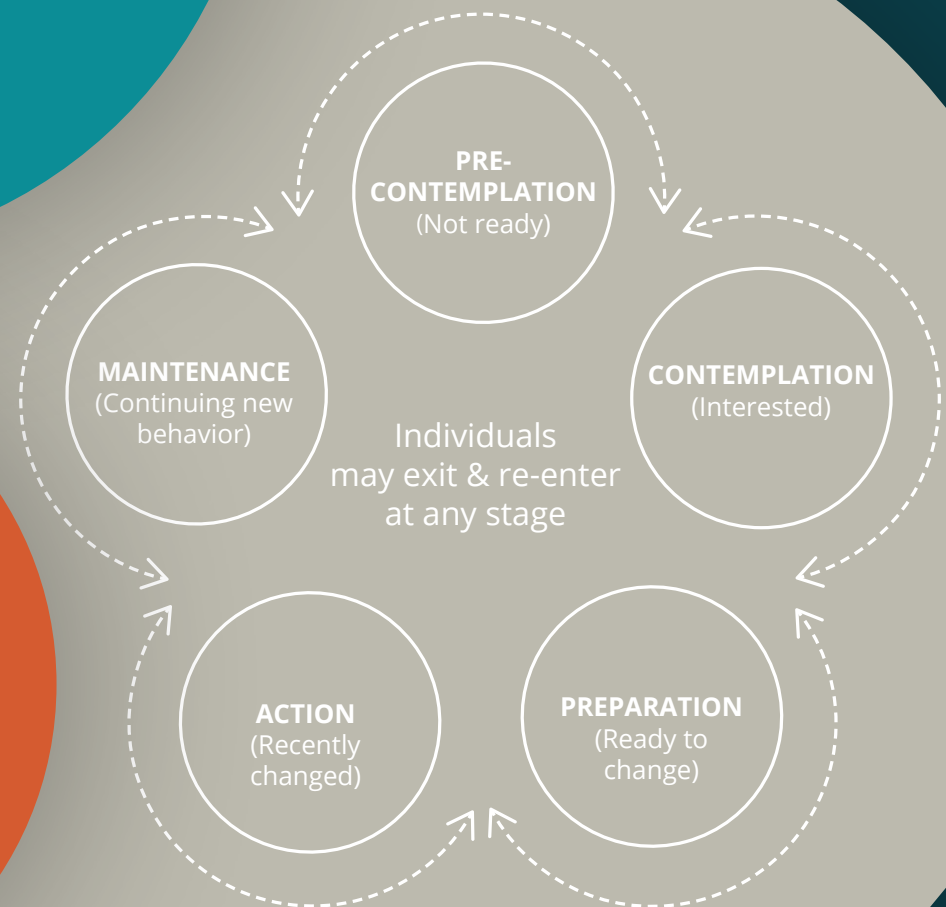 PRE-
CONTEMPLATION
(Not ready)
CONTEMPLATION
(Interested)
PREPARATION
(Ready to
change)
ACTION
(Recently
changed)
MAINTENANCE
(Continuing new
behavior)
Individuals
may exit & re-enter
at any stage